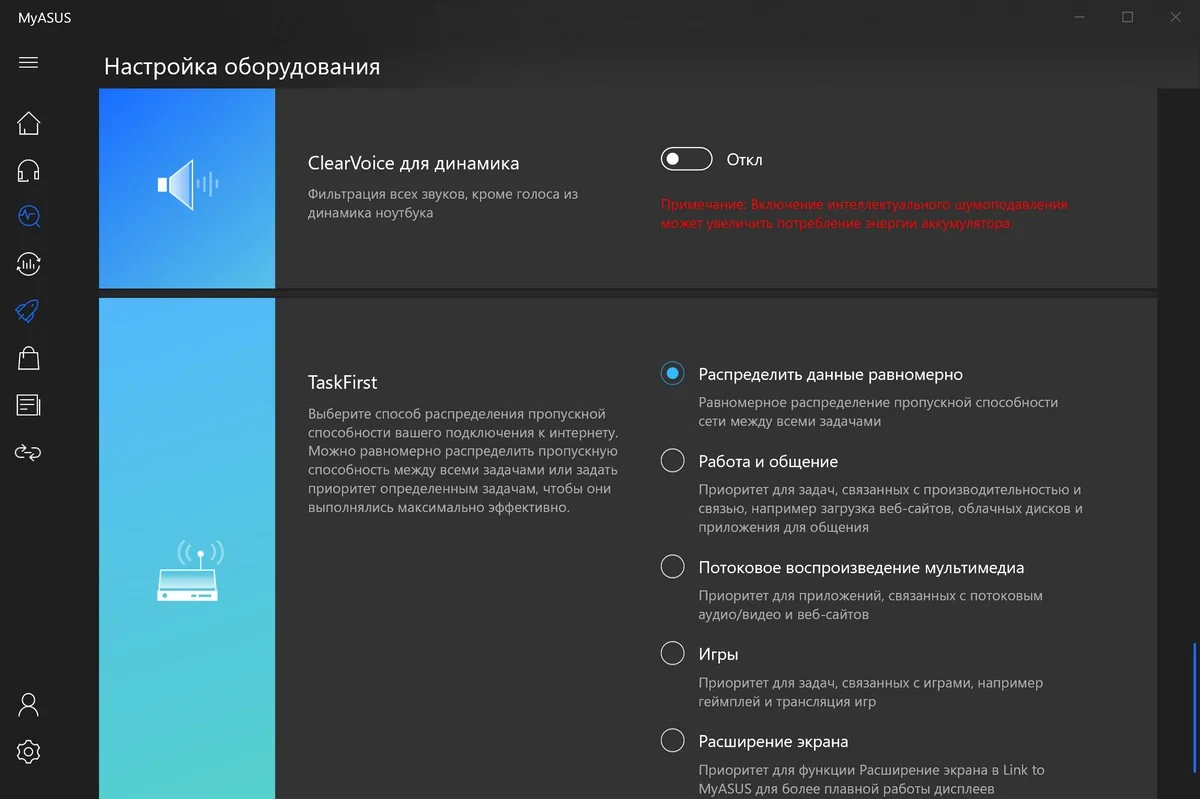 MyASUS
Настройка оборудования
ClearVoice для динамика
Фильтрация всех звуков, кроме голоса из
динамика ноутбука
Откл
Примечание: Включение интеллектуального шумоподавления
может увеличить потребление энергии аккумулятора.
TaskFirst
Выберите способ распределения пропускной
способности вашего подключения к интернету.
Можно равномерно распределить пропускную
способность между всеми задачами или задать
приоритет определенным задачам, чтобы они
выполнялись максимально эффективно.
Распределить данные равномерно
Равномерное распределение пропускной способности
сети между всеми задачами
Работа и общение
Приоритет для задач, связанных с производительностью и
связью, например загрузка веб-сайтов, облачных дисков и
приложения для общения
Потоковое воспроизведение мультимедиа
Приоритет для приложений, связанных с потоковым
аудио/видео и веб-сайтов
Игры
Приоритет для задач, связанных с играми, например
геймплей и трансляция игр
Расширение экрана
Приоритет для функции Расширение экрана в Link to
MyASUS для более плавной работы дисплеев